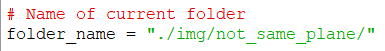 # Name of current folder
folder_name = "./img/not_same_plane/"